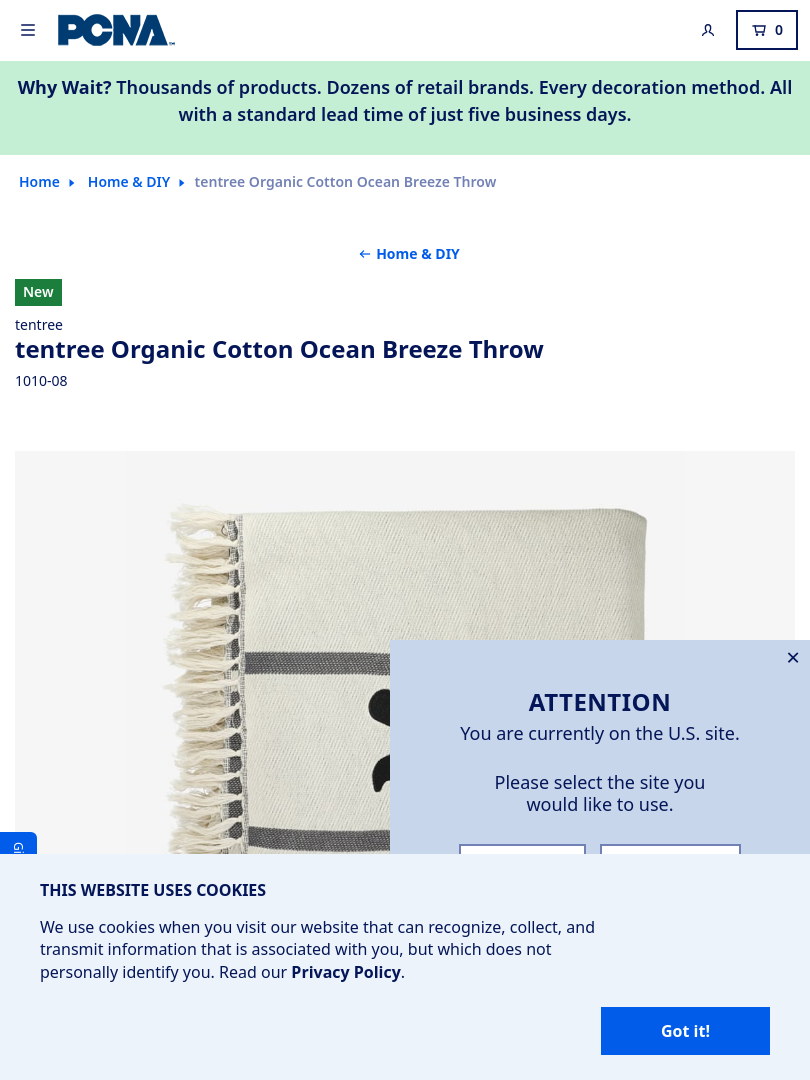 PCNA™
0
Why Wait? Thousands of products. Dozens of retail brands. Every decoration method. All
with a standard lead time of just five business days.
Home
Home & DIY
tentree Organic Cotton Ocean Breeze Throw
Home & DIY
New
tentree
tentree Organic Cotton Ocean Breeze Throw
1010-08
ATTENTION
You are currently on the U.S. site.
Please select the site you
would like to use.
THIS WEBSITE USES COOKIES
We use cookies when you visit our website that can recognize, collect, and
transmit information that is associated with you, but which does not
personally identify you. Read our Privacy Policy.
Got it!